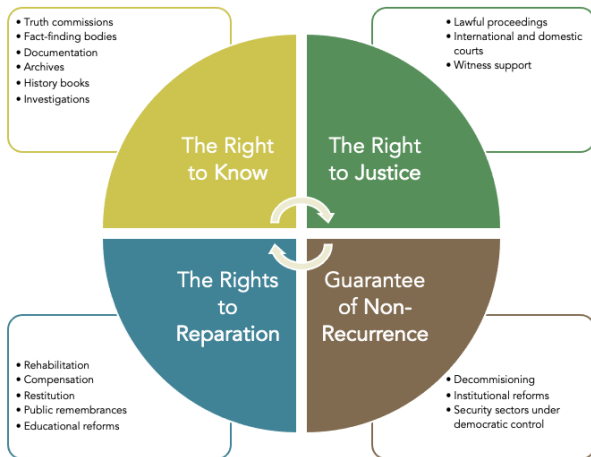 • Truth commissions
• Fact-finding bodies
• Documentation
• Archives
• History books
• Investigations
• Lawful proceedings
• International and domestic
courts
• Witness support
The Right
to Know
The Right
to Justice
The Rights
to
Reparation
Guarantee
of Non-
Recurrence
• Rehabilitation
• Compensation
• Restitution
• Public remembrances
• Educational reforms
• Decommisioning
• Institutional reforms
• Security sectors under
democratic control